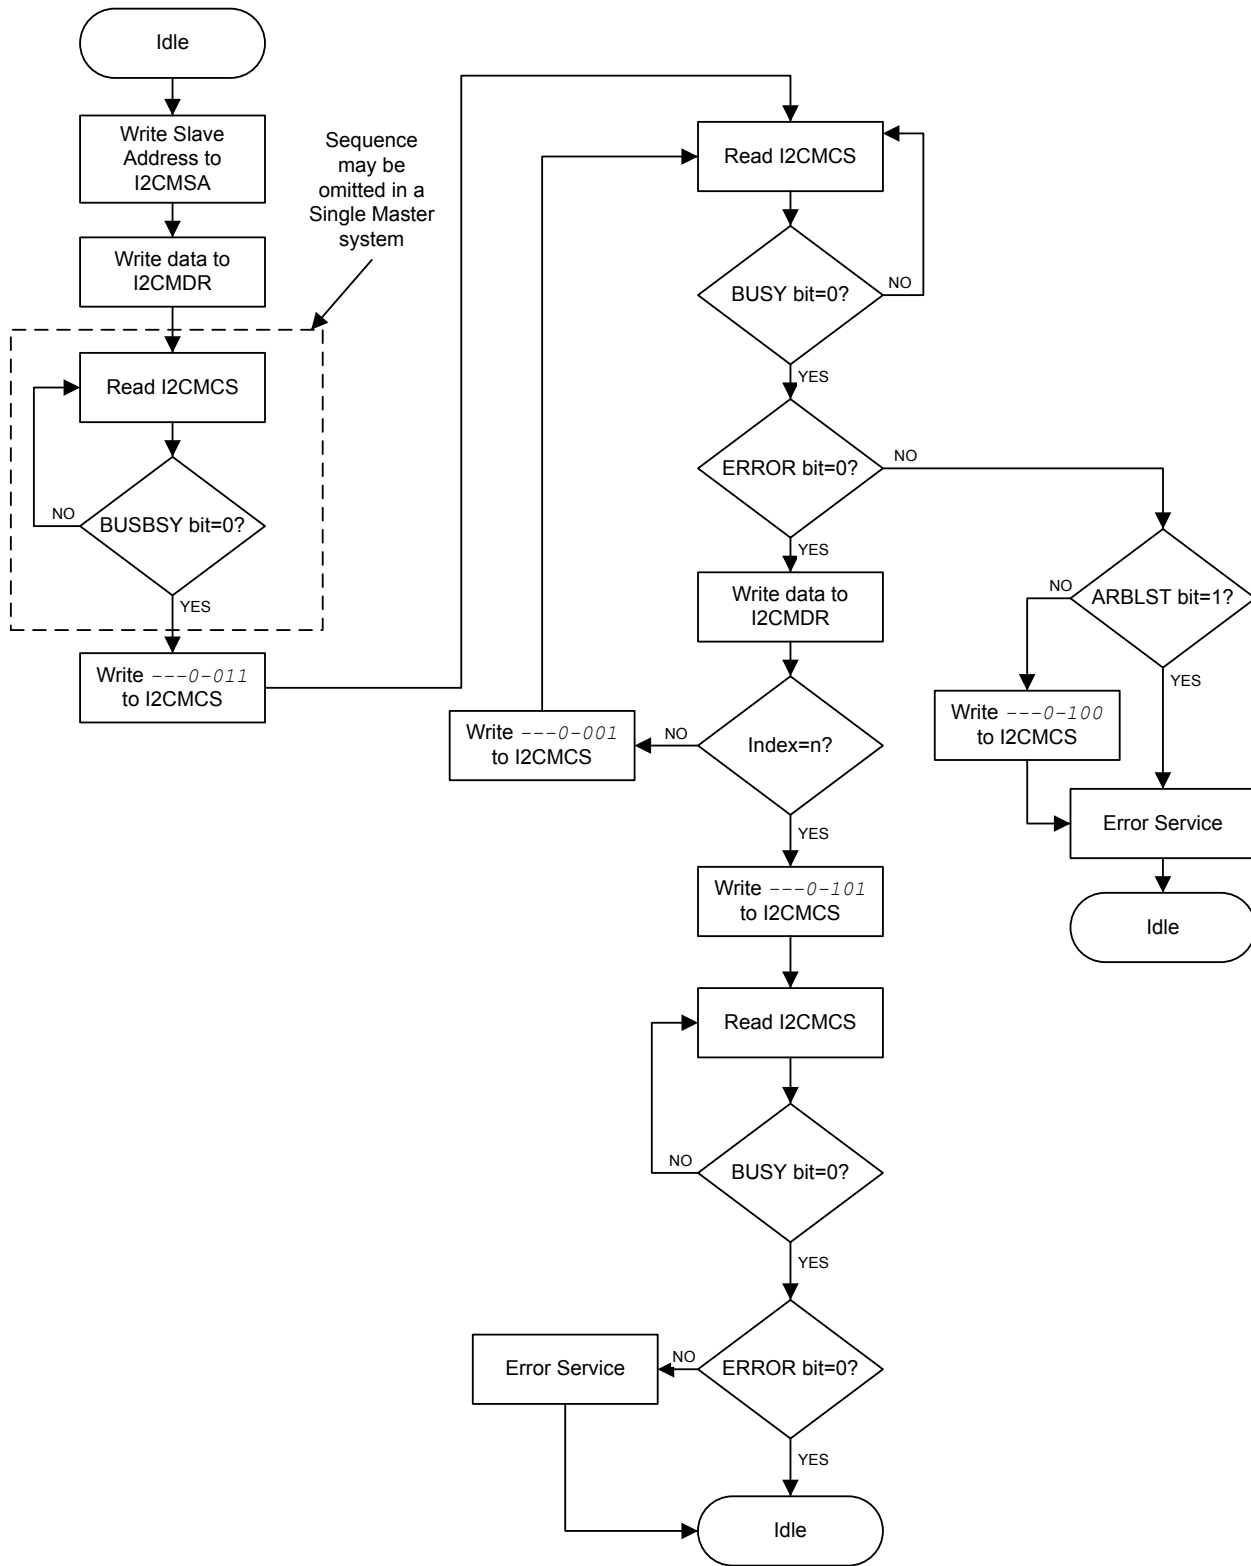 Idle
Write Slave
Address to
I2CMSA
Write data to
I2CMDR
Sequence
may be
omitted in a
Single Master
system
Read I2CMCS
BUSBSY bit=0?
NO
YES
Write ---0-011
to I2CMCS
Read I2CMCS
BUSY bit=0?
NO
YES
ERROR bit=0?
NO
YES
Write data to
I2CMDR
Index=n?
NO
Write ---0-001
to I2CMCS
YES
ARBLST bit=1?
NO
YES
Write ---0-100
to I2CMCS
Error Service
Idle
Write ---0-101
to I2CMCS
Read I2CMCS
BUSY bit=0?
NO
YES
ERROR bit=0?
NO
Error Service
YES
Idle